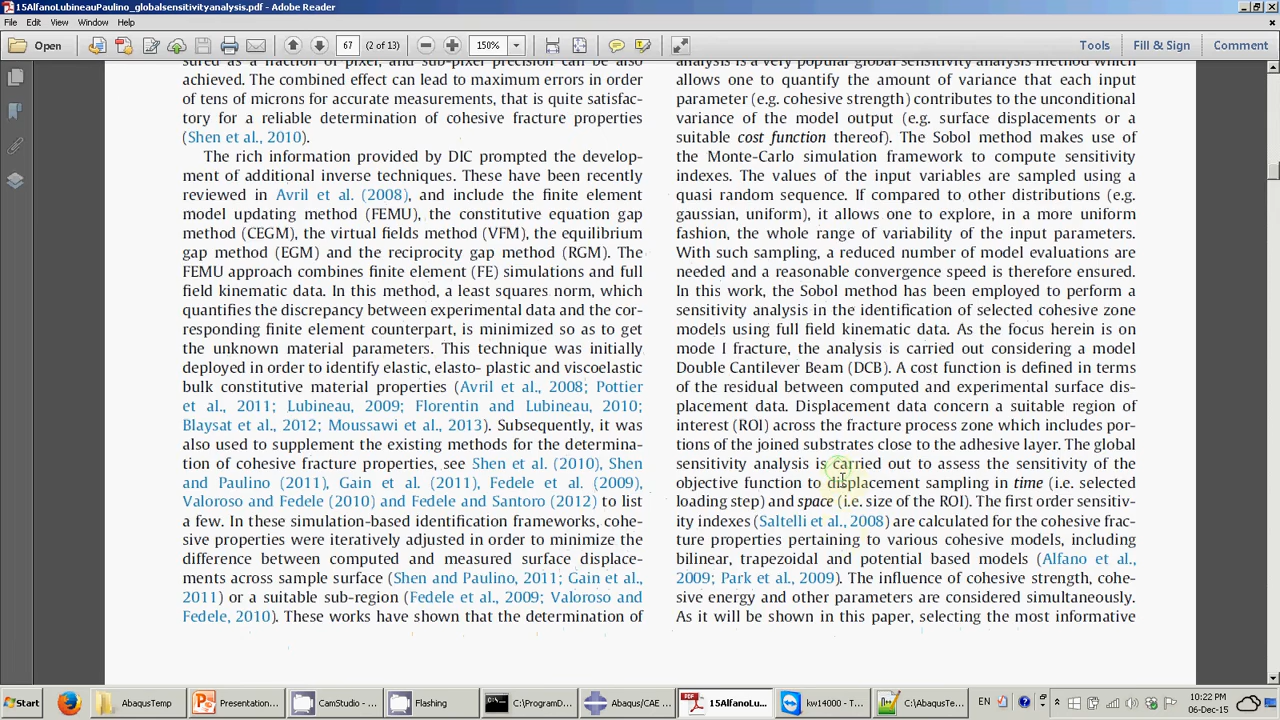 15AlfanoLubineauPaulino_globalsensitivityanalysis.pdf - Adobe Reader
File Edit View Window Help
Open 67 (2 of 13) 150% Tools Fill & Sign Comment
sured as a fraction of pixel, and sub-pixel precision can be also
achieved. The combined effect can lead to maximum errors in order
of tens of microns for accurate measurements, that is quite satisfac-
tory for a reliable determination of cohesive fracture properties
(Shen et al., 2010).
The rich information provided by DIC prompted the develop-
ment of additional inverse techniques. These have been recently
reviewed in Avril et al. (2008), and include the finite element
model updating method (FEMU), the constitutive equation gap
method (CEGM), the virtual fields method (VFM), the equilibrium
gap method (EGM) and the reciprocity gap method (RGM). The
FEMU approach combines finite element (FE) simulations and full
field kinematic data. In this method, a least squares norm, which
quantifies the discrepancy between experimental data and the cor-
responding finite element counterpart, is minimized so as to get
the unknown material parameters. This technique was initially
deployed in order to identify elastic, elasto- plastic and viscoelastic
bulk constitutive material properties (Avril et al., 2008; Pottier
et al., 2011; Lubineau, 2009; Florentin and Lubineau, 2010;
Blaysat et al., 2012; Moussawi et al., 2013). Subsequently, it was
also used to supplement the existing methods for the determina-
tion of cohesive fracture properties, see Shen et al. (2010), Shen
and Paulino (2011), Gain et al. (2011), Fedele et al. (2009),
Valoroso and Fedele (2010) and Fedele and Santoro (2012) to list
a few. In these simulation-based identification frameworks, cohe-
sive properties were iteratively adjusted in order to minimize the
difference between computed and measured surface displace-
ments across sample surface (Shen and Paulino, 2011; Gain et al.,
2011) or a suitable sub-region (Fedele et al., 2009; Valoroso and
Fedele, 2010). These works have shown that the determination of
analysis is a very popular global sensitivity analysis method which
allows one to quantify the amount of variance that each input
parameter (e.g. cohesive strength) contributes to the unconditional
variance of the model output (e.g. surface displacements or a
suitable cost function thereof). The Sobol method makes use of
the Monte-Carlo simulation framework to compute sensitivity
indexes. The values of the input variables are sampled using a
quasi random sequence. If compared to other distributions (e.g.
gaussian, uniform), it allows one to explore, in a more uniform
fashion, the whole range of variability of the input parameters.
With such sampling, a reduced number of model evaluations are
needed and a reasonable convergence speed is therefore ensured.
In this work, the Sobol method has been employed to perform a
sensitivity analysis in the identification of selected cohesive zone
models using full field kinematic data. As the focus herein is on
mode I fracture, the analysis is carried out considering a model
Double Cantilever Beam (DCB). A cost function is defined in terms
of the residual between computed and experimental surface dis-
placement data. Displacement data concern a suitable region of
interest (ROI) across the fracture process zone which includes por-
tions of the joined substrates close to the adhesive layer. The global
sensitivity analysis is carried out to assess the sensitivity of the
objective function to displacement sampling in time (i.e. selected
loading step) and space (i.e. size of the ROI). The first order sensitiv-
ity indexes (Saltelli et al., 2008) are calculated for the cohesive frac-
ture properties pertaining to various cohesive models, including
bilinear, trapezoidal and potential based models (Alfano et al.,
2009; Park et al., 2009). The influence of cohesive strength, cohe-
sive energy and other parameters are considered simultaneously.
As it will be shown in this paper, selecting the most informative
Start AbaqusTemp Presentation... CamStudio - ... Flashing C:\ProgramD... Abaqus/CAE ... 15AlfanoLu... kw14000 - T... C:\AbaqusTe... EN 10:22 PM
06-Dec-15